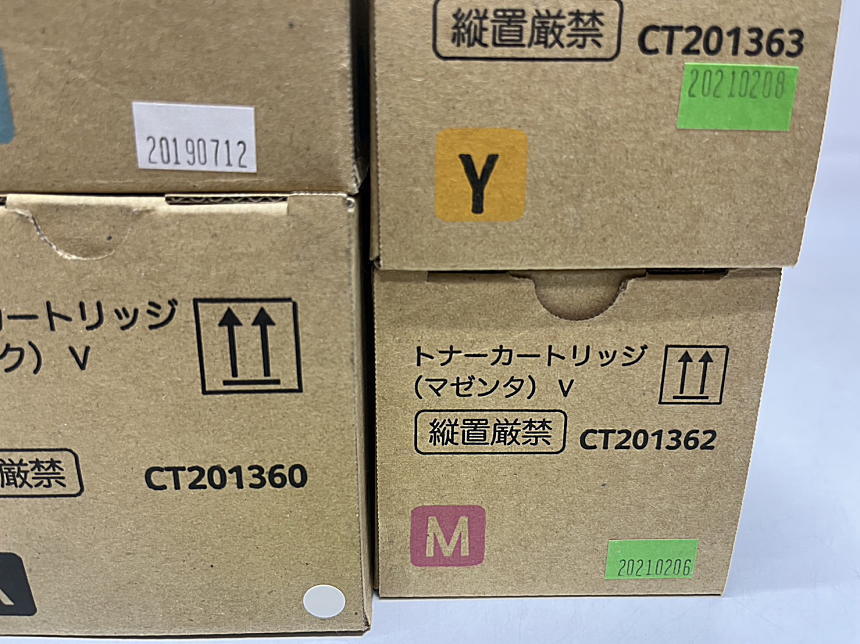 20190712
ートリッジ
ク) V
厳禁
CT201360
縦置厳禁
CT201363
20210208
Y
トナーカートリッジ
(マゼンタ) V
縦置厳禁
CT201362
M
20210206